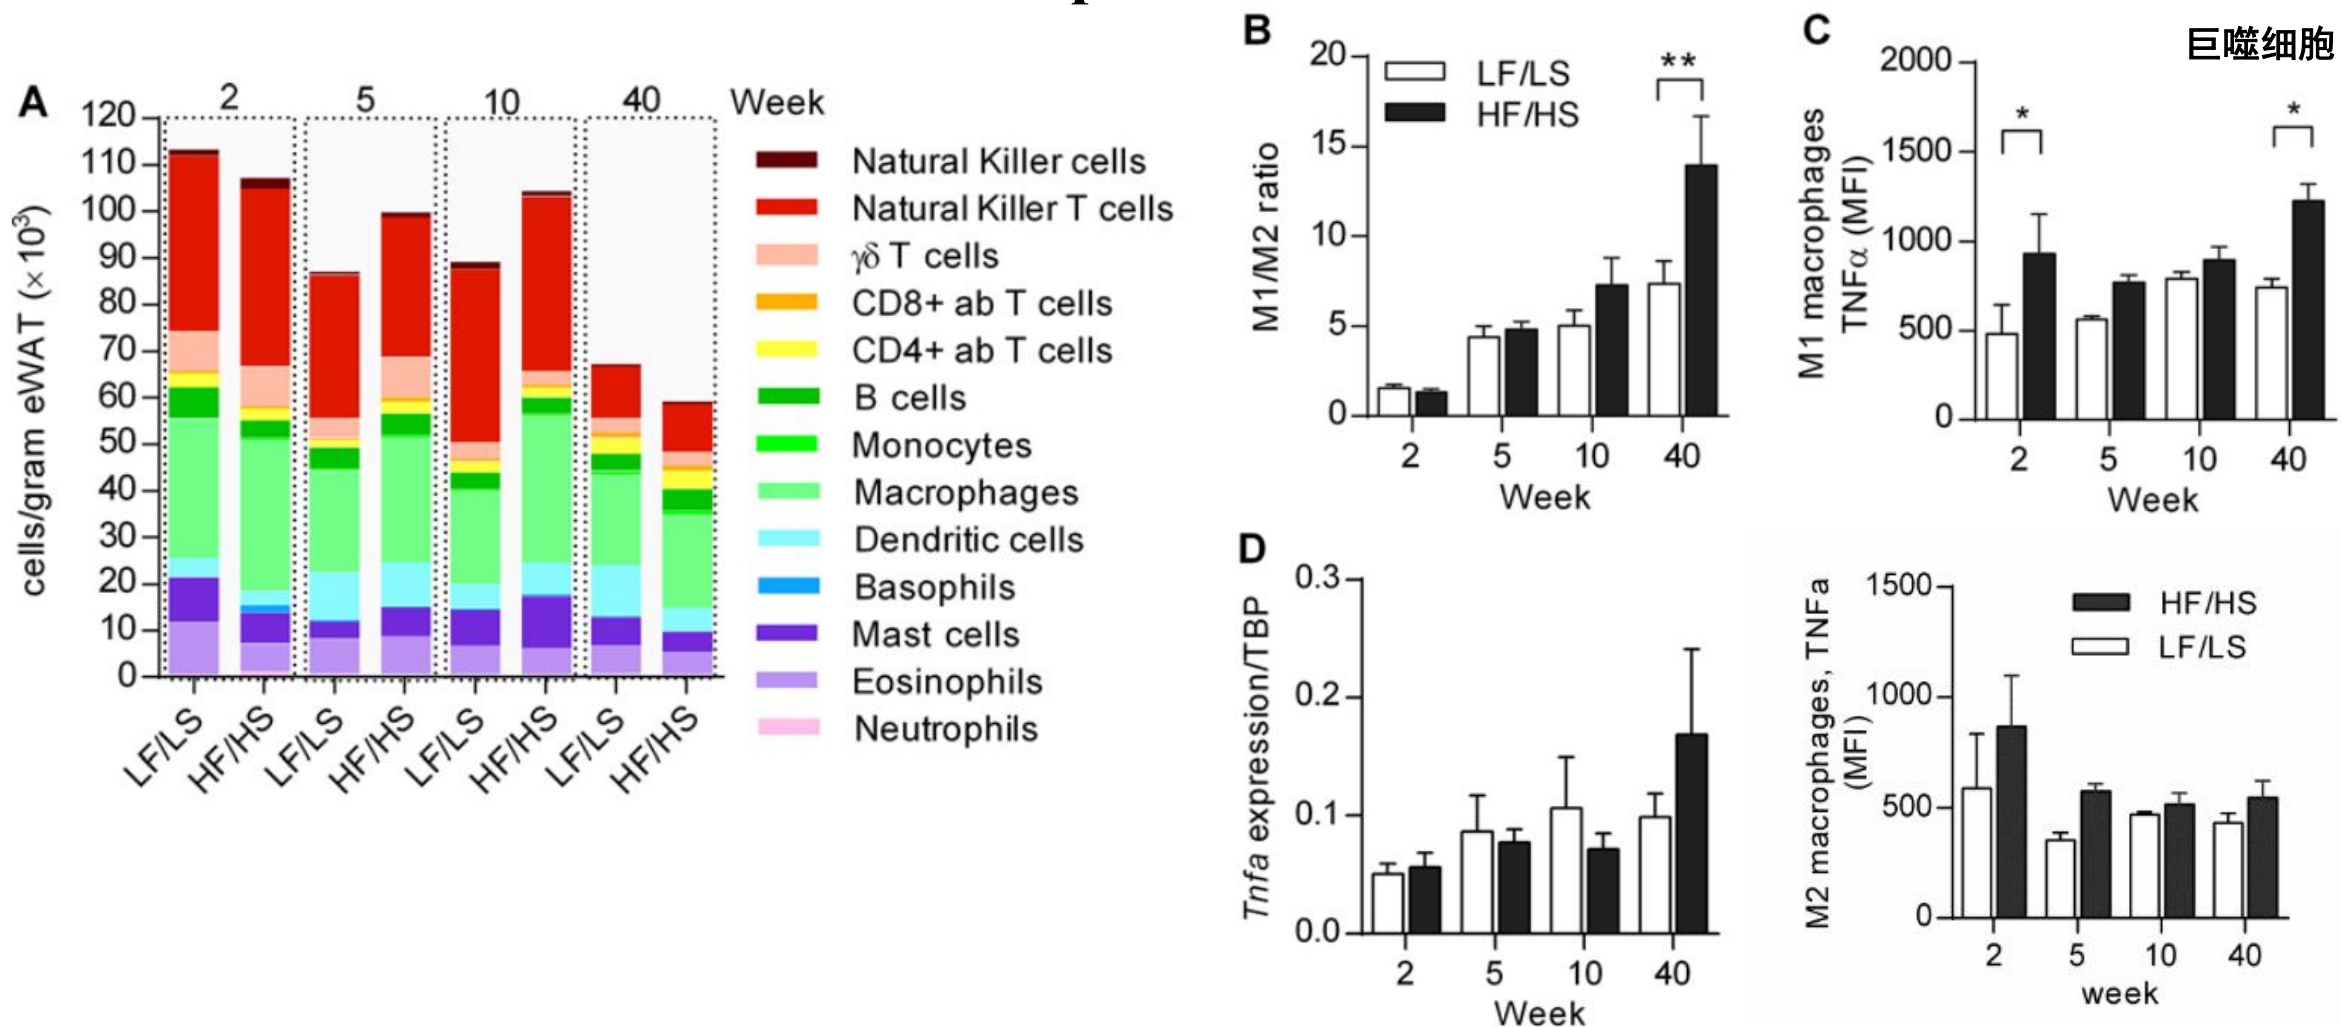 A
2 5 10 40 Week
cells/gram eWAT (×10³)
120
110
100
90
80
70
60
50
40
30
20
10
0
LF/LS HF/HS LF/LS HF/HS LF/LS HF/HS LF/LS HF/HS
Natural Killer cells
Natural Killer T cells
γδ T cells
CD8+ ab T cells
CD4+ ab T cells
B cells
Monocytes
Macrophages
Dendritic cells
Basophils
Mast cells
Eosinophils
Neutrophils
B
M1/M2 ratio
20
15
10
5
0
LF/LS
HF/HS
**
2 5 10 40
Week
C
巨噬细胞
M1 macrophages
TNFα (MFI)
2000
1500
1000
500
0
* *
2 5 10 40
Week
D
Tnfa expression/TBP
0.3
0.2
0.1
0.0
2 5 10 40
Week
M2 macrophages, TNFa
(MFI)
1500
1000
500
0
HF/HS
LF/LS
2 5 10 40
week